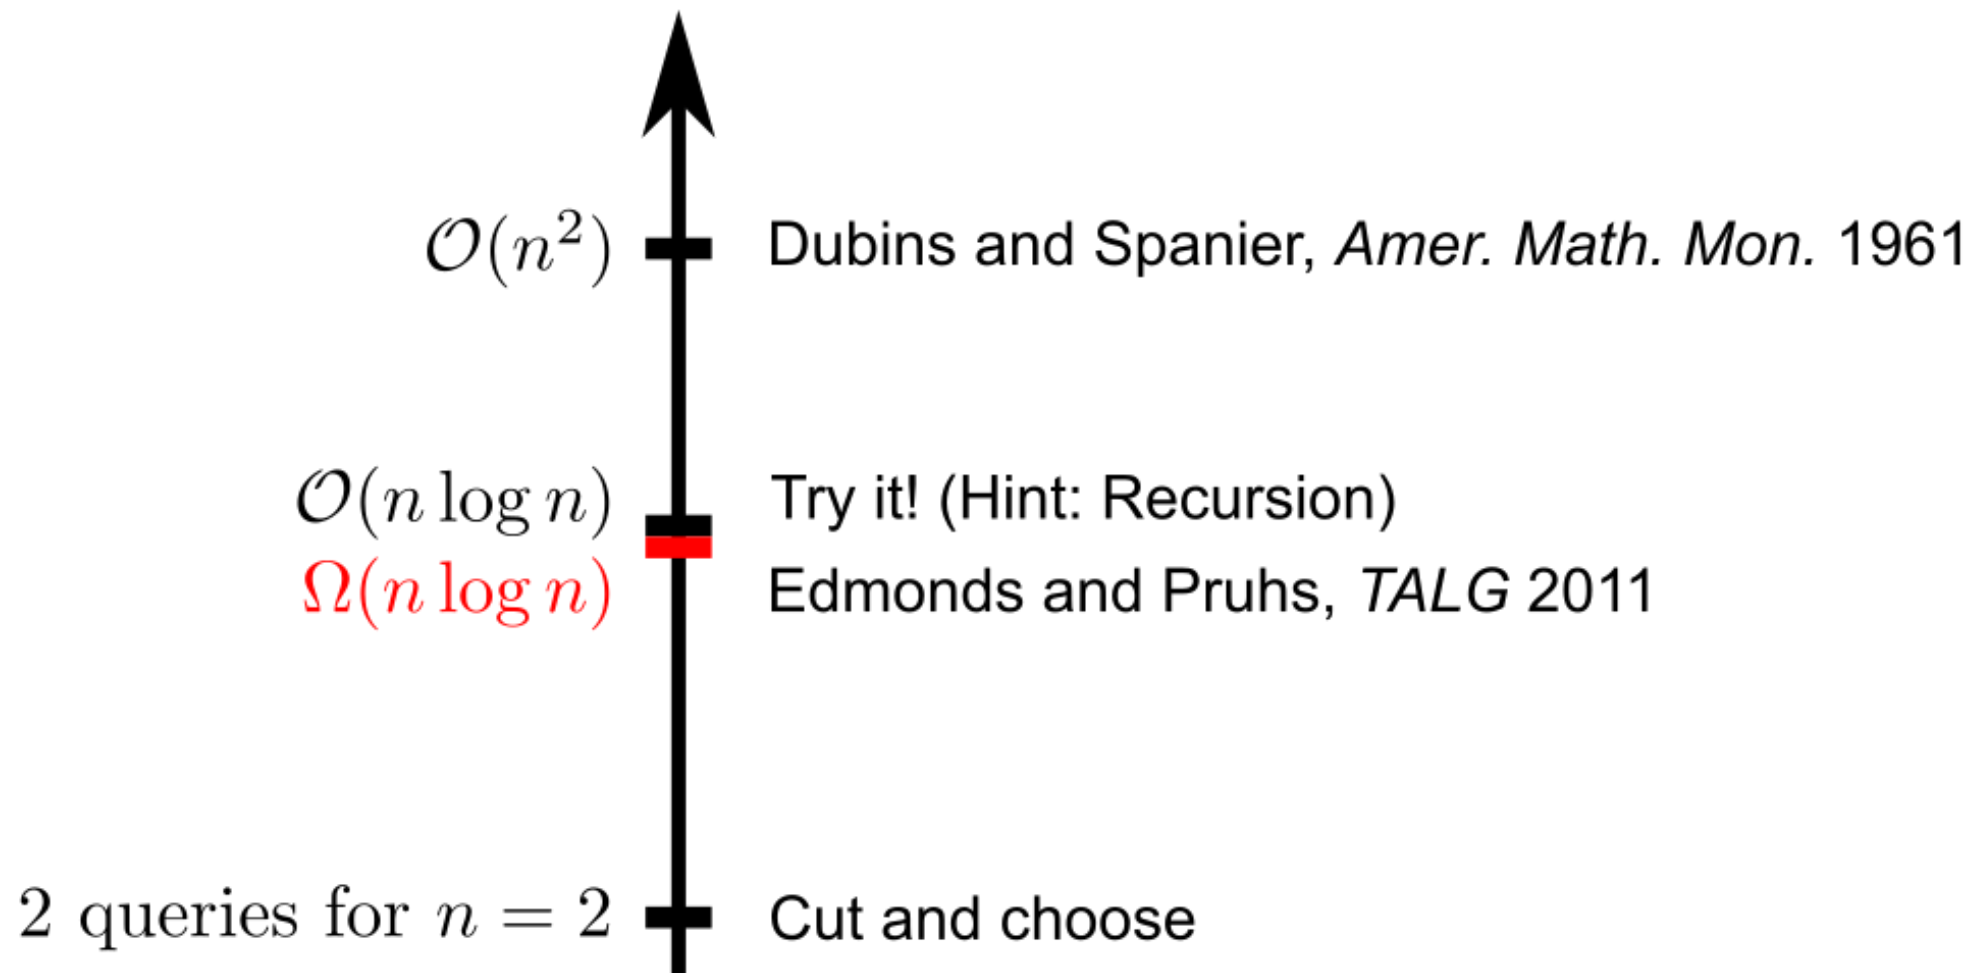 𝒪(n²) Dubins and Spanier, Amer. Math. Mon. 1961
𝒪(n log n) Try it! (Hint: Recursion)
Ω(n log n) Edmonds and Pruhs, TALG 2011
2 queries for n = 2 Cut and choose